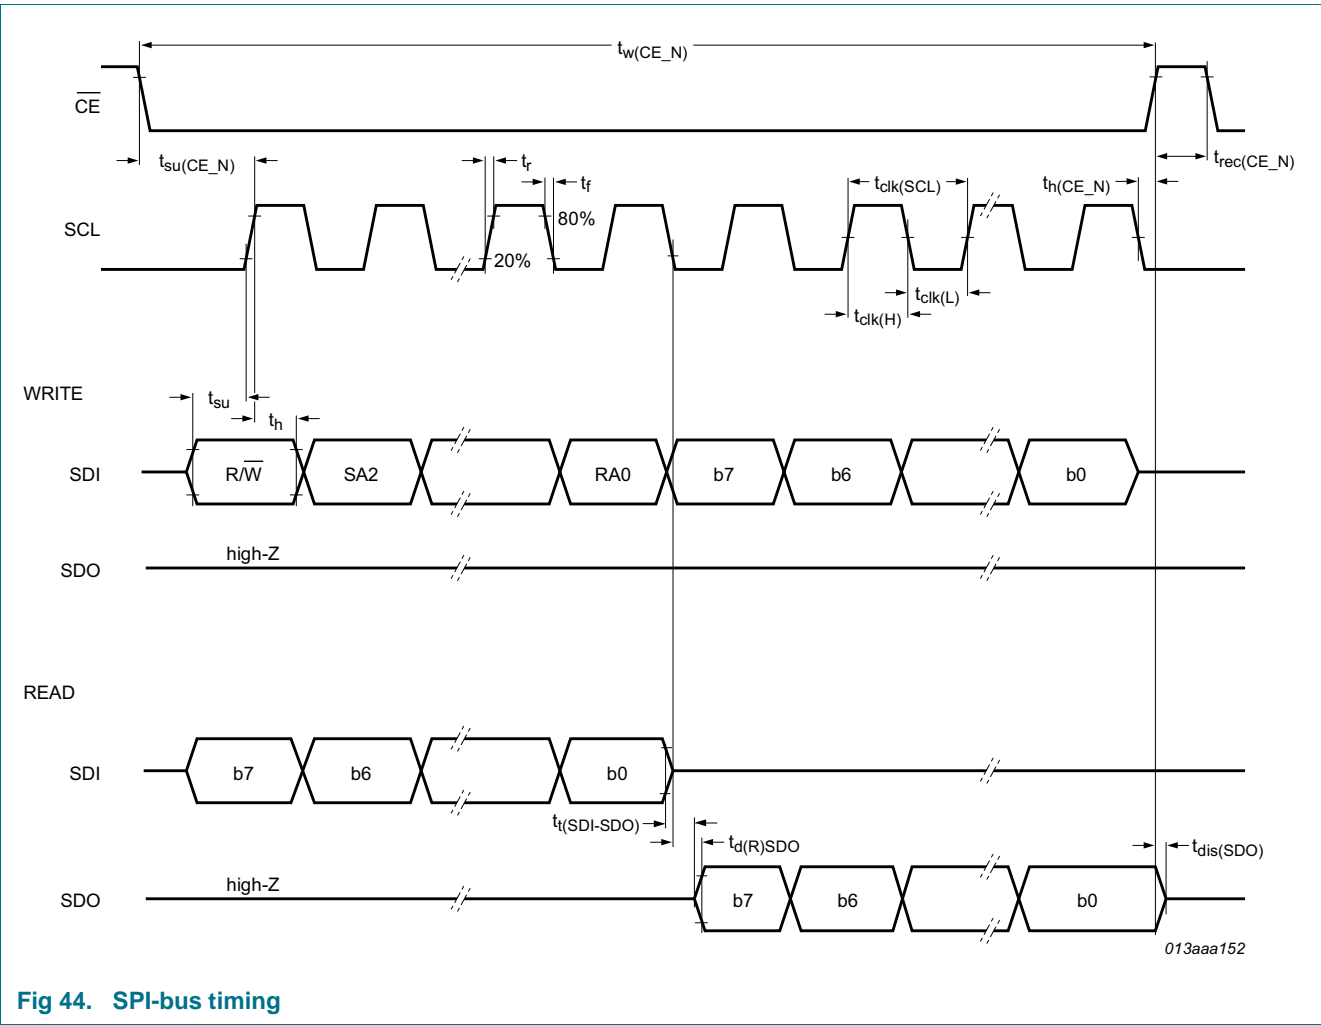 tw(CE_N)
CE
tsu(CE_N)
tr
tf
tclk(SCL)
th(CE_N)
trec(CE_N)
SCL
80%
20%
tclk(L)
tclk(H)
WRITE
tsu
th
SDI
R/W
SA2
RA0
b7
b6
b0
high-Z
SDO
READ
SDI
b7
b6
b0
tt(SDI-SDO)
td(R)SDO
tdis(SDO)
high-Z
SDO
b7
b6
b0
013aaa152
Fig 44. SPI-bus timing